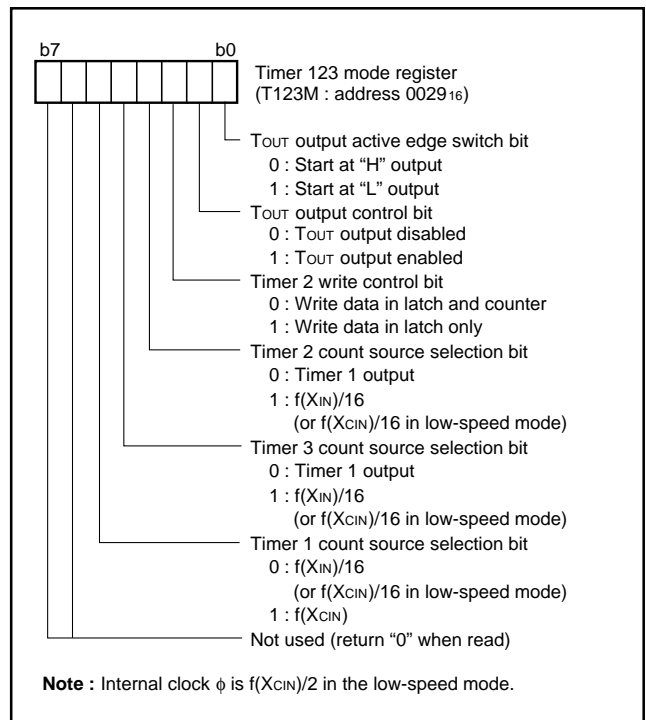 b7 b0
Timer 123 mode register
(T123M : address 002916)
TOUT output active edge switch bit
0 : Start at “H” output
1 : Start at “L” output
TOUT output control bit
0 : TOUT output disabled
1 : TOUT output enabled
Timer 2 write control bit
0 : Write data in latch and counter
1 : Write data in latch only
Timer 2 count source selection bit
0 : Timer 1 output
1 : f(XIN)/16
(or f(XCIN)/16 in low-speed mode)
Timer 3 count source selection bit
0 : Timer 1 output
1 : f(XIN)/16
(or f(XCIN)/16 in low-speed mode)
Timer 1 count source selection bit
0 : f(XIN)/16
(or f(XCIN)/16 in low-speed mode)
1 : f(XCIN)
Not used (return “0” when read)
Note : Internal clock ϕ is f(XCIN)/2 in the low-speed mode.